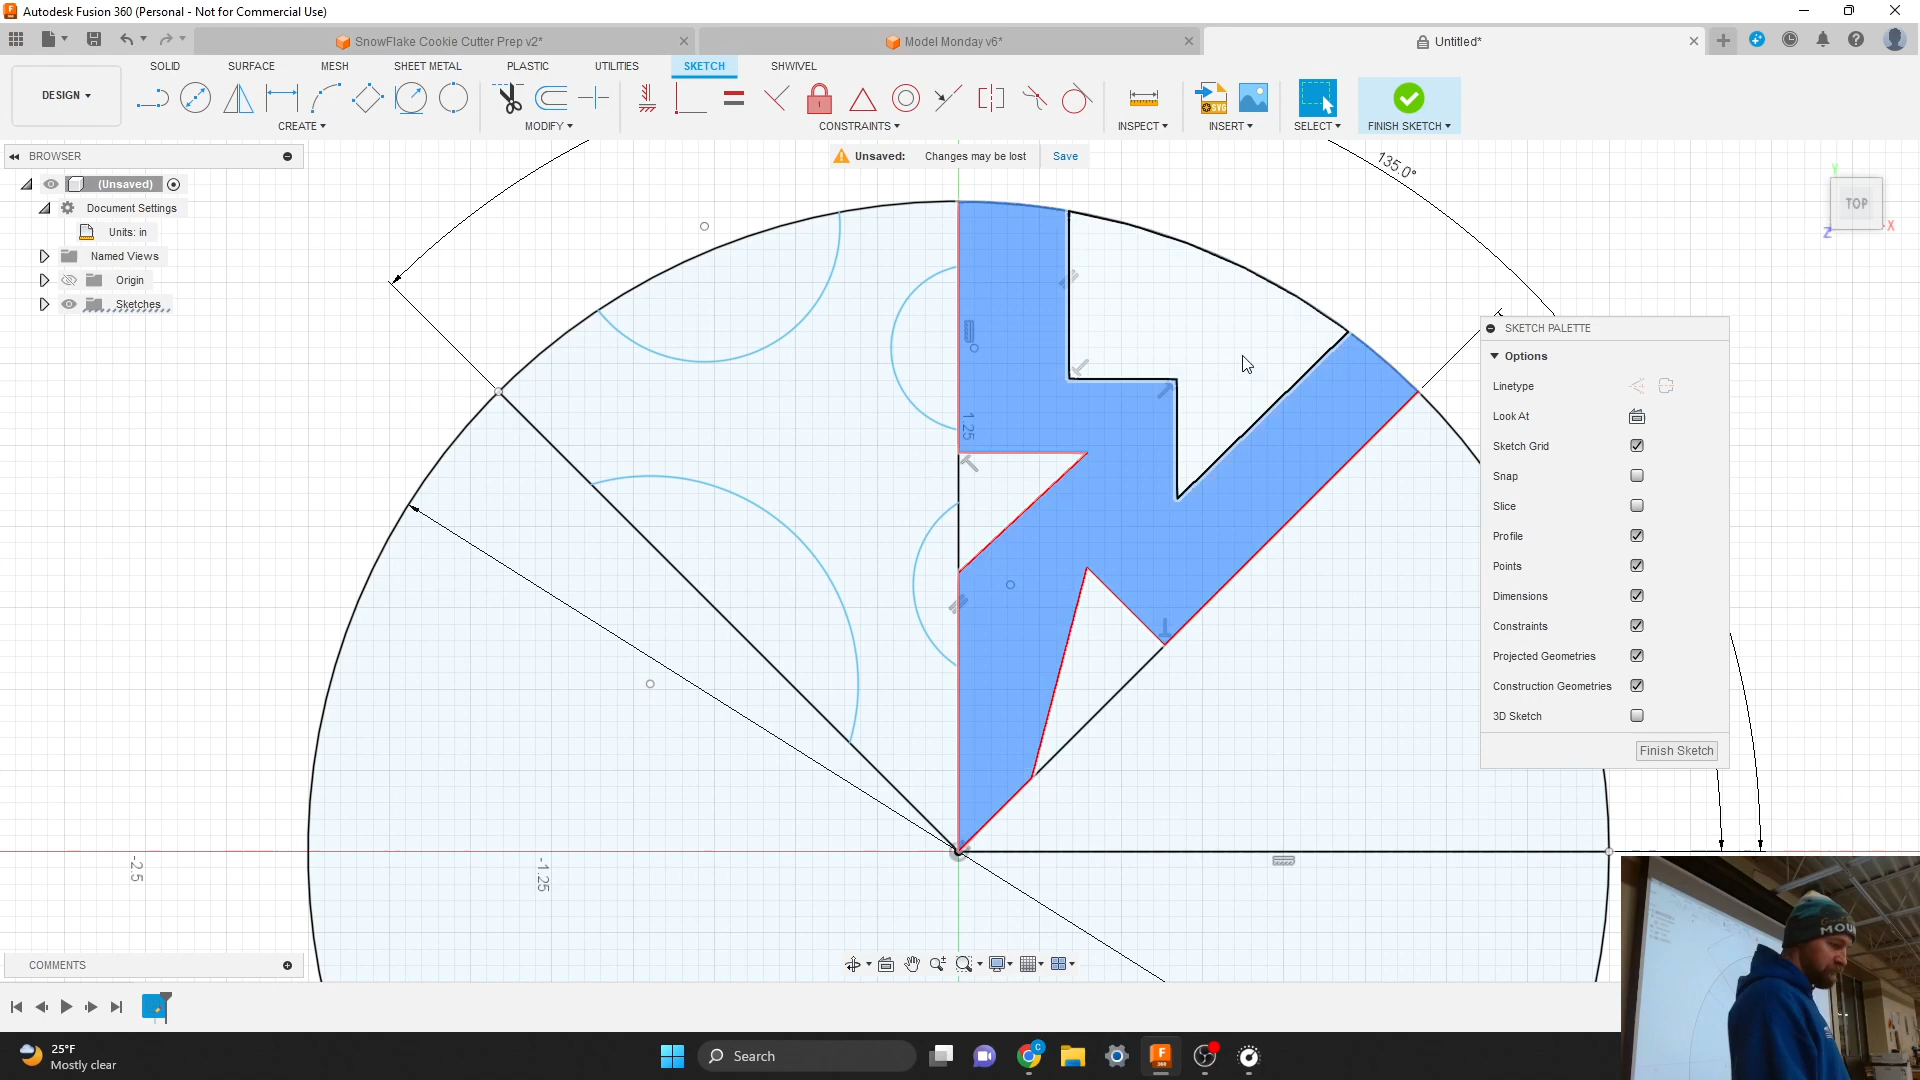 Autodesk Fusion 360 (Personal - Not for Commercial Use)
SnowFlake Cookie Cutter Prep v2*
Model Monday v6*
Untitled*
SOLID
SURFACE
MESH
SHEET METAL
PLASTIC
UTILITIES
SKETCH
SHWIVEL
DESIGN
CREATE
MODIFY
CONSTRAINTS
INSPECT
INSERT
SELECT
FINISH SKETCH
SVG
BROWSER
Unsaved: Changes may be lost
Save
(Unsaved)
Document Settings
Units: in
Named Views
Origin
Sketches
135.0°
TOP
Y
X
Z
1.25
-2.5
-1.25
SKETCH PALETTE
Options
Linetype
Look At
Sketch Grid
Snap
Slice
Profile
Points
Dimensions
Constraints
Projected Geometries
Construction Geometries
3D Sketch
Finish Sketch
COMMENTS
25°F
Mostly clear
Search